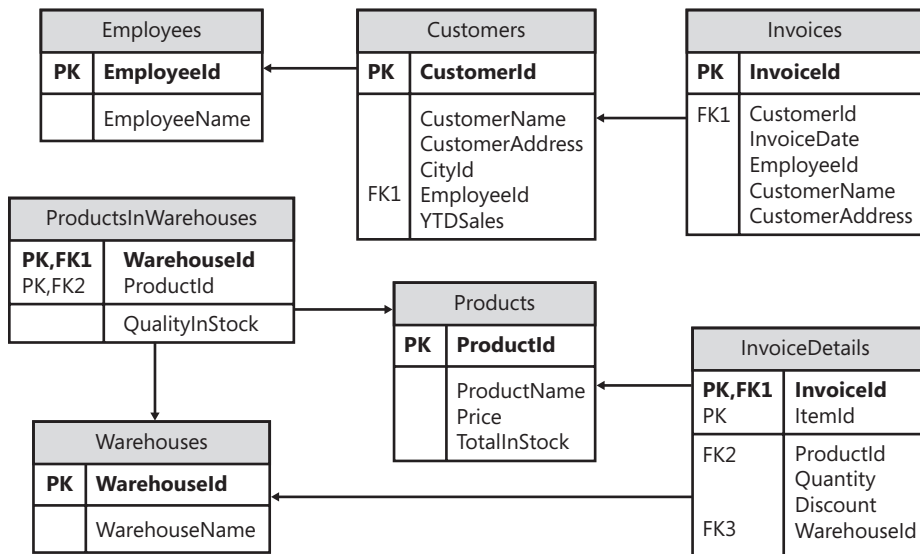 Employees
PK EmployeeId
EmployeeName
Customers
PK CustomerId
CustomerName
CustomerAddress
CityId
FK1 EmployeeId
YTDSales
Invoices
PK InvoiceId
FK1 CustomerId
InvoiceDate
EmployeeId
CustomerName
CustomerAddress
ProductsInWarehouses
PK,FK1 WarehouseId
PK,FK2 ProductId
QualityInStock
Products
PK ProductId
ProductName
Price
TotalInStock
InvoiceDetails
PK,FK1 InvoiceId
PK ItemId
FK2 ProductId
Quantity
Discount
FK3 WarehouseId
Warehouses
PK WarehouseId
WarehouseName